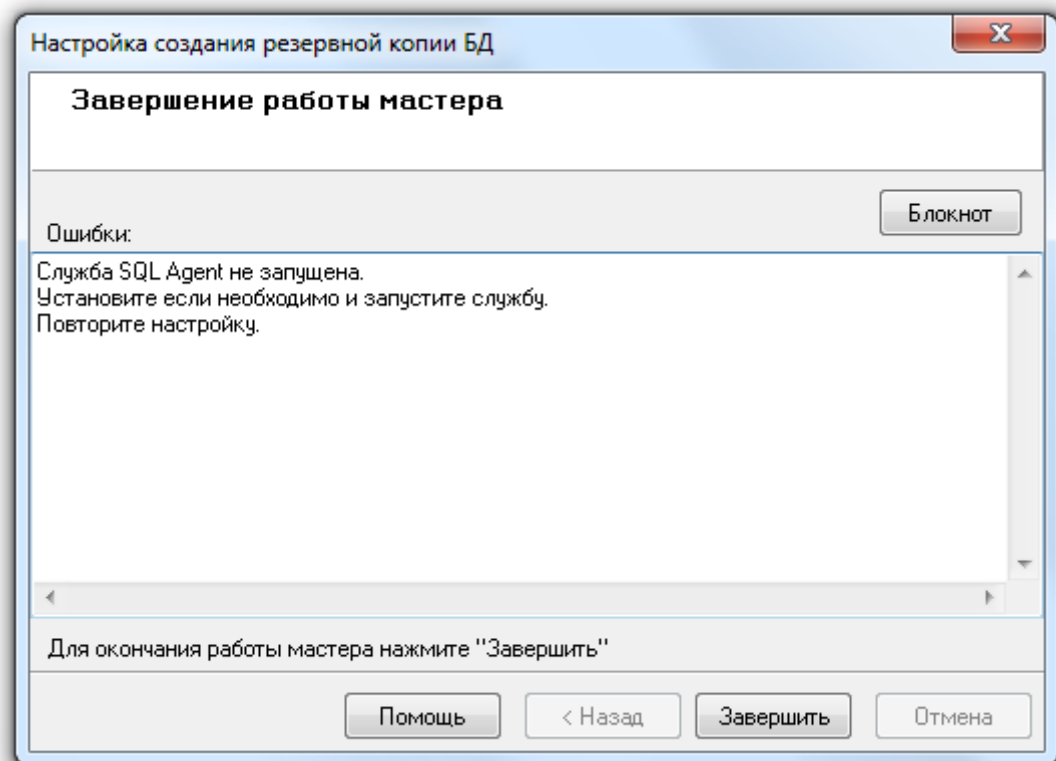 Настройка создания резервной копии БД
Завершение работы мастера
Блокнот
Ошибки:
Служба SQL Agent не запущена.
Установите если необходимо и запустите службу.
Повторите настройку.
Для окончания работы мастера нажмите "Завершить"
Помощь
< Назад
Завершить
Отмена